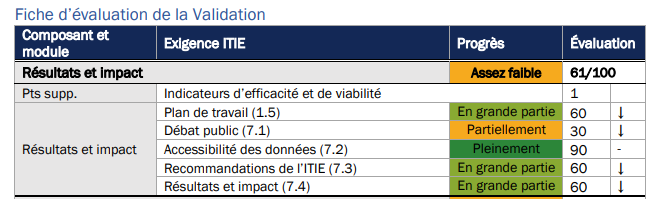 Fiche d’évaluation de la Validation
Composant et module Exigence ITIE Progrès Évaluation
Résultats et impact Assez faible 61/100
Pts supp. Indicateurs d’efficacité et de viabilité 1
Plan de travail (1.5) En grande partie 60 ↓
Débat public (7.1) Partiellement 30 ↓
Résultats et impact Accessibilité des données (7.2) Pleinement 90 -
Recommandations de l’ITIE (7.3) En grande partie 60 ↓
Résultats et impact (7.4) En grande partie 60 ↓